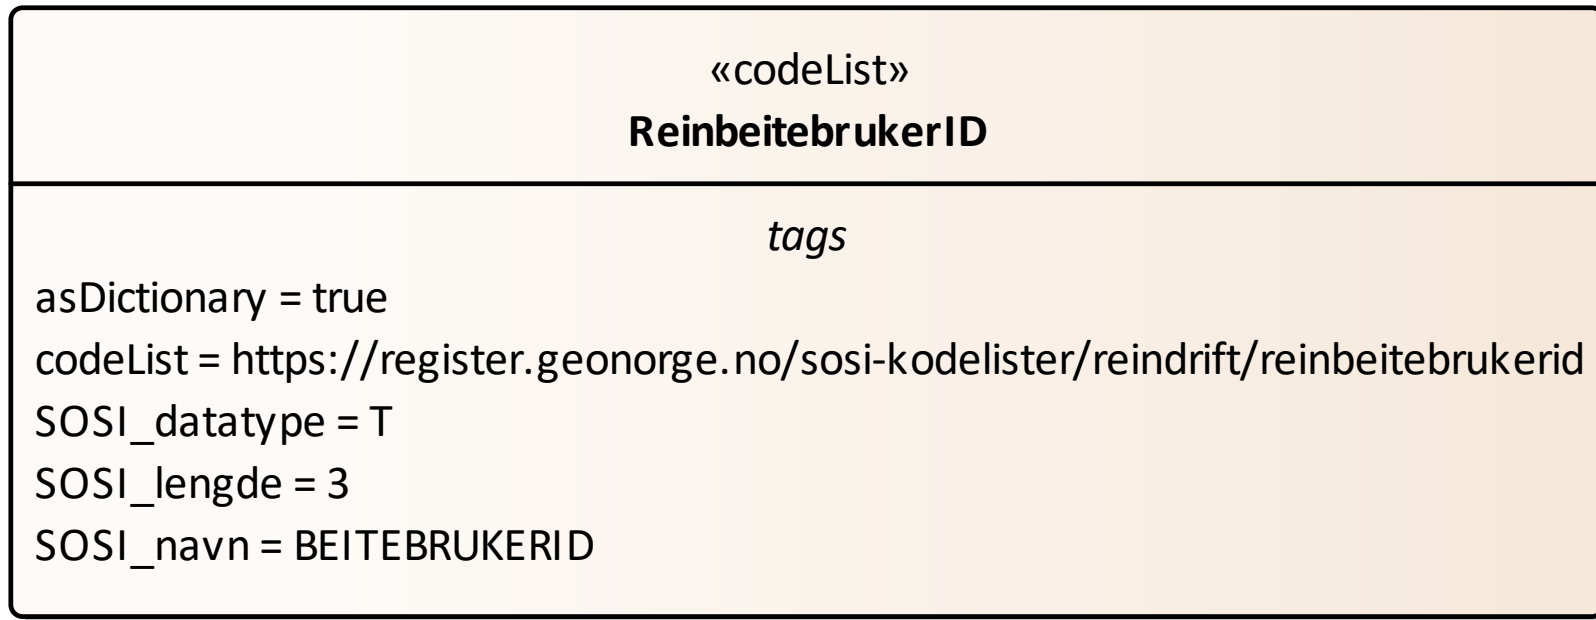 «codeList»
ReinbeitebrukerID
tags
asDictionary = true
codeList = https://register.geonorge.no/sosi-kodelister/reindrift/reinbeitebrukerid
SOSI_datatype = T
SOSI_lengde = 3
SOSI_navn = BEITEBRUKERID